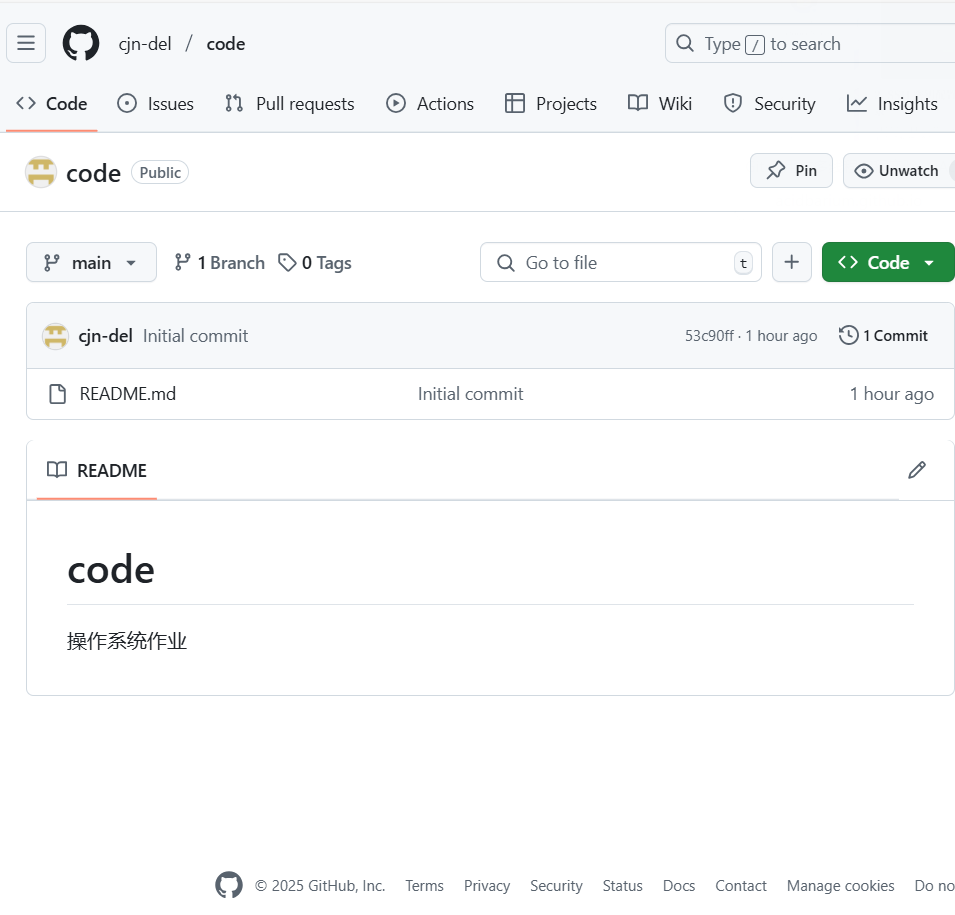 cjn-del / code
Type / to search
Code Issues Pull requests Actions Projects Wiki Security Insights
code Public Pin Unwatch
main 1 Branch 0 Tags Go to file t + Code
cjn-del Initial commit 53c90ff · 1 hour ago 1 Commit
README.md Initial commit 1 hour ago
README
code
操作系统作业
© 2025 GitHub, Inc. Terms Privacy Security Status Docs Contact Manage cookies Do no